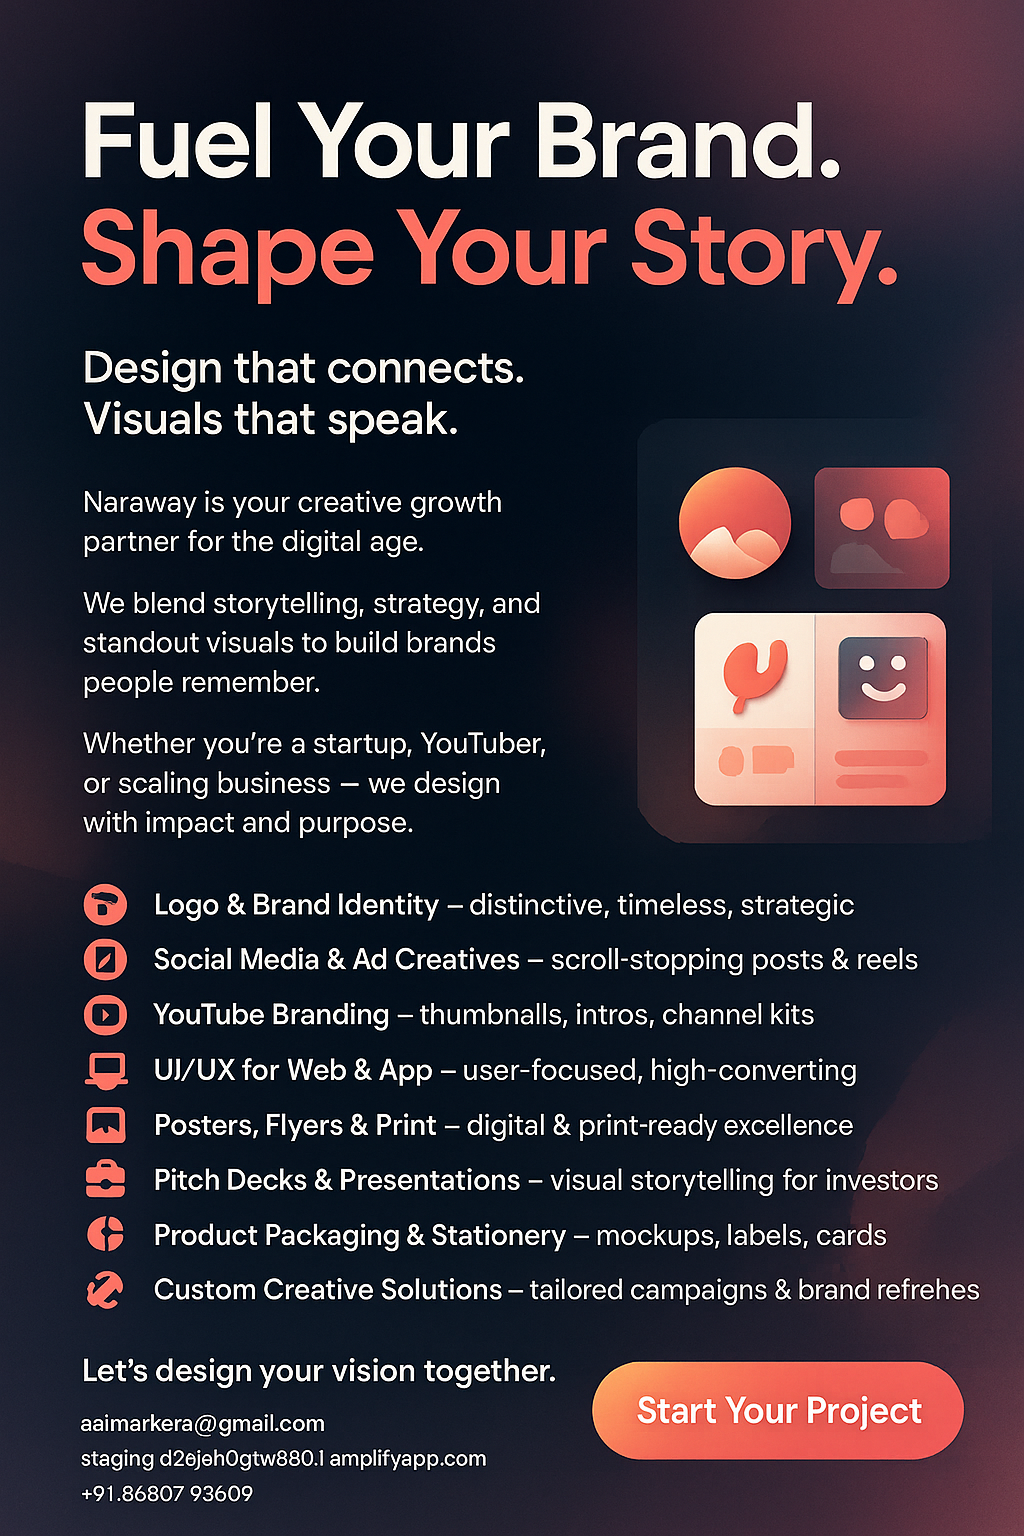 Fuel Your Brand.
Shape Your Story.
Design that connects.
Visuals that speak.
Naraway is your creative growth
partner for the digital age.
We blend storytelling, strategy, and
standout visuals to build brands
people remember.
Whether you’re a startup, YouTuber,
or scaling business – we design
with impact and purpose.
Logo & Brand Identity – distinctive, timeless, strategic
Social Media & Ad Creatives – scroll-stopping posts & reels
YouTube Branding – thumbnalls, intros, channel kits
UJ/UX for Web & App – user-focused, high-converting
Posters, Flyers & Print – digital & print-ready excellence
Pitch Decks & Presentations – visual storytelling for investors
Product Packaging & Stationery – mockups, labels, cards
Custom Creative Solutions – tailored campaigns & brand refrehes
Let’s design your vision together.
Start Your Project
aaimarkera@gmail.com
staging amplifyapp.com
+91.86807 93609